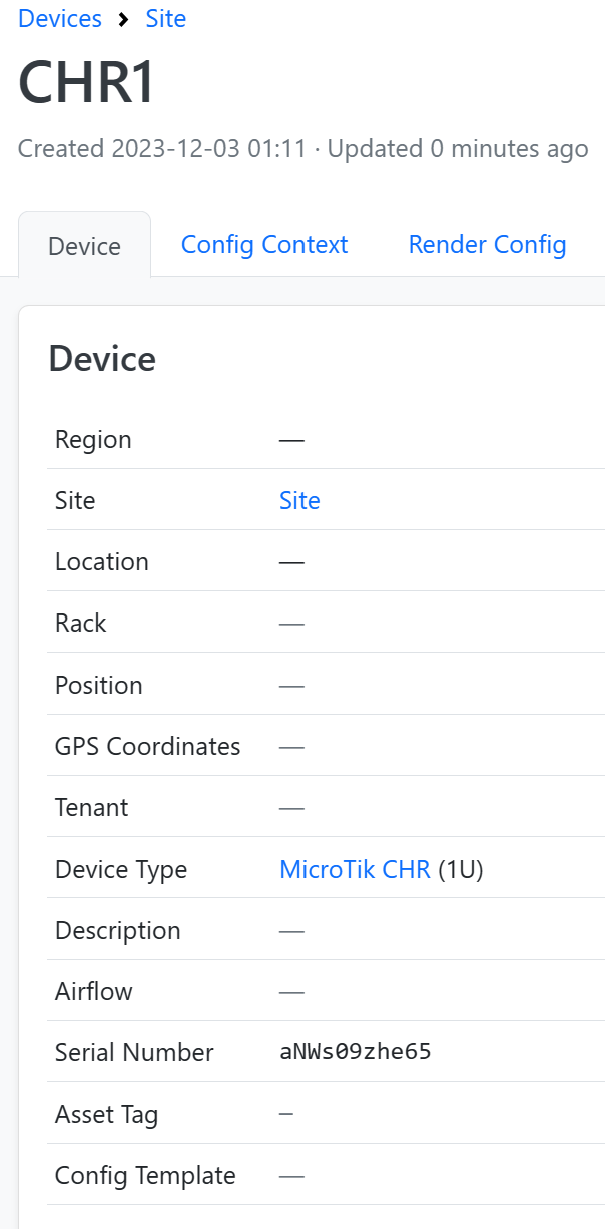 Devices > Site
CHR1
Created 2023-12-03 01:11 · Updated 0 minutes ago
Device Config Context Render Config
Device
Region —
Site Site
Location —
Rack —
Position —
GPS Coordinates —
Tenant —
Device Type MicroTik CHR (1U)
Description —
Airflow —
Serial Number aNWs09zhe65
Asset Tag –
Config Template —